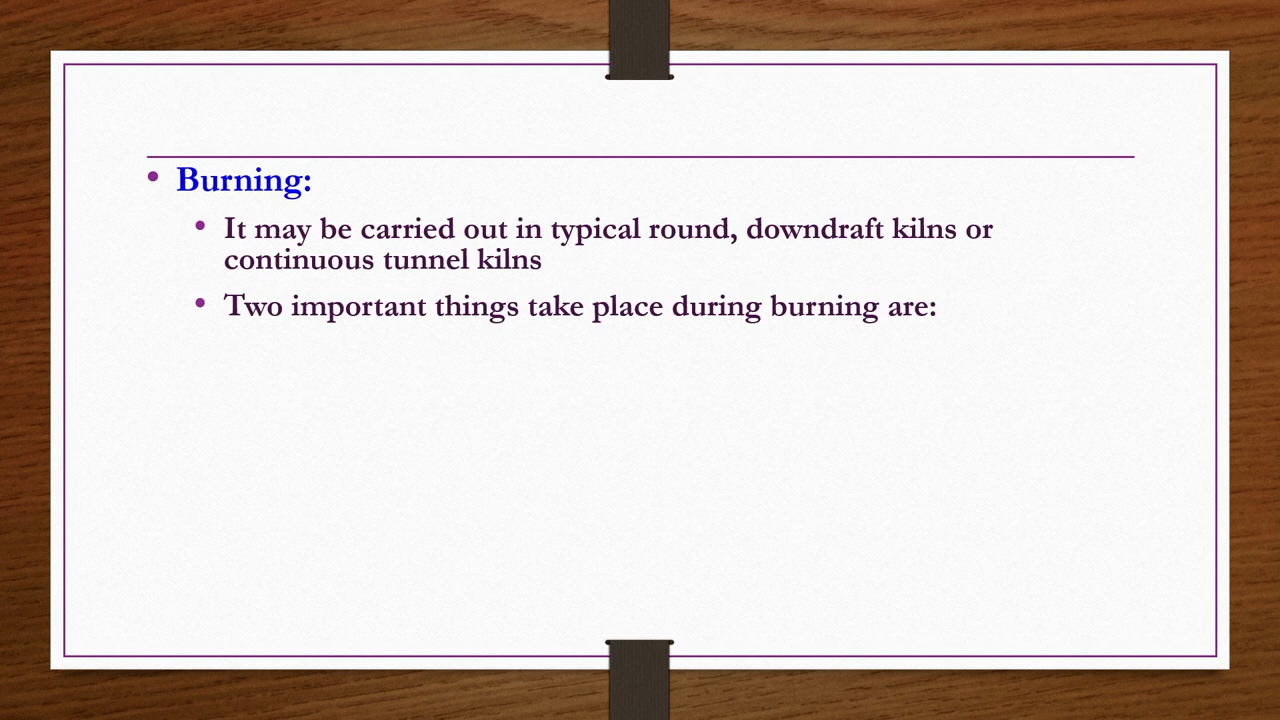 • Burning:
• It may be carried out in typical round, downdraft kilns or
continuous tunnel kilns
• Two important things take place during burning are: